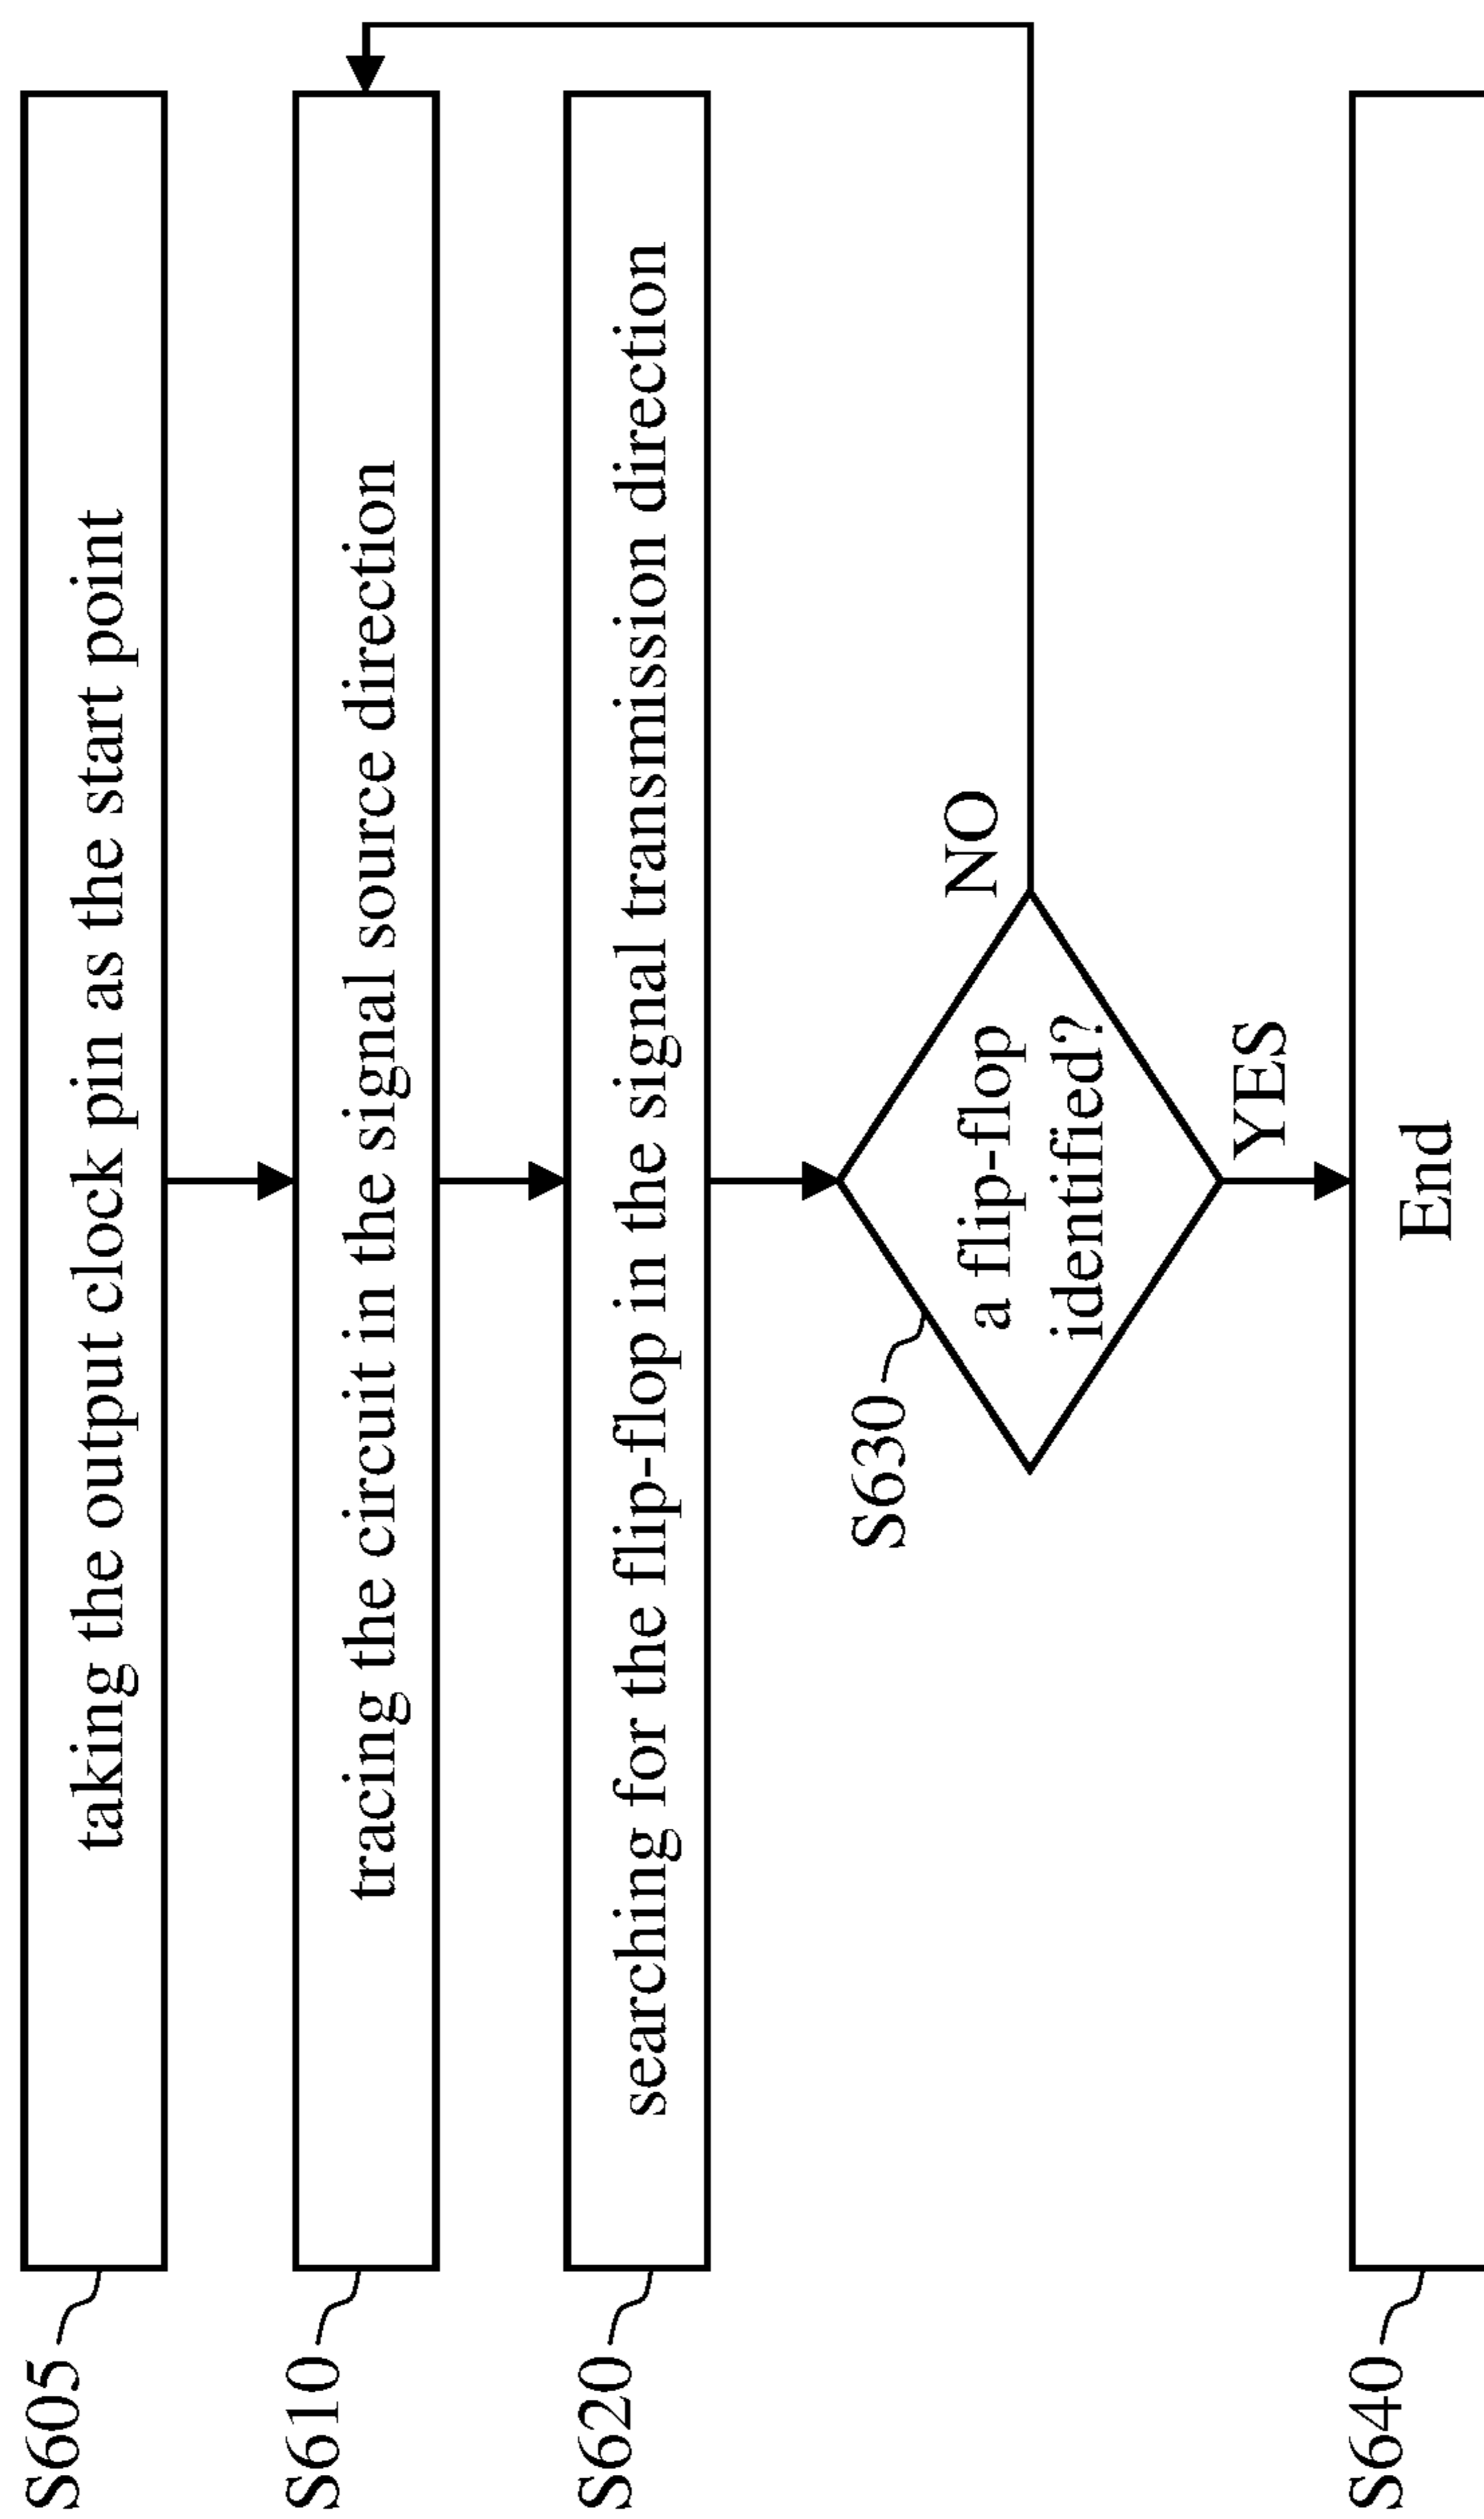 S605
taking the output clock pin as the start point
S610
tracing the circuit in the signal source direction
S620
searching for the flip-flop in the signal transmission direction
S630
a flip-flop
identified?
NO
YES
S640
End